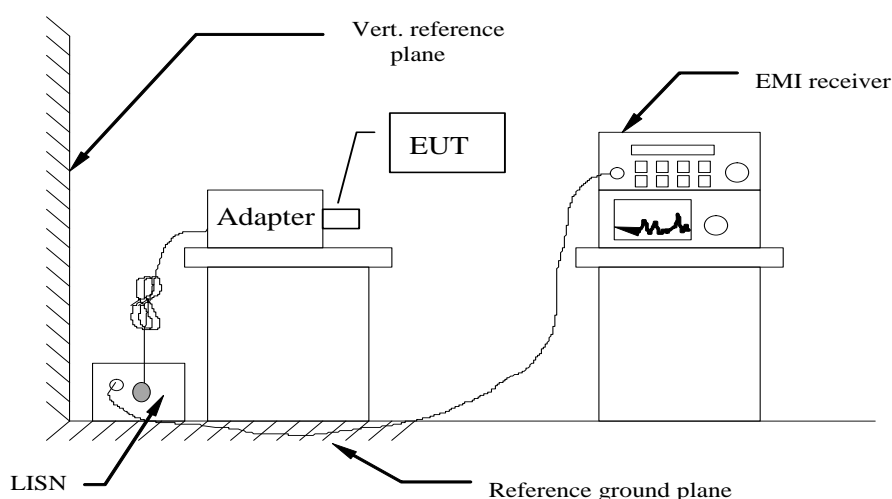 Vert. reference
plane
EMI receiver
EUT
Adapter
LISN
Reference ground plane